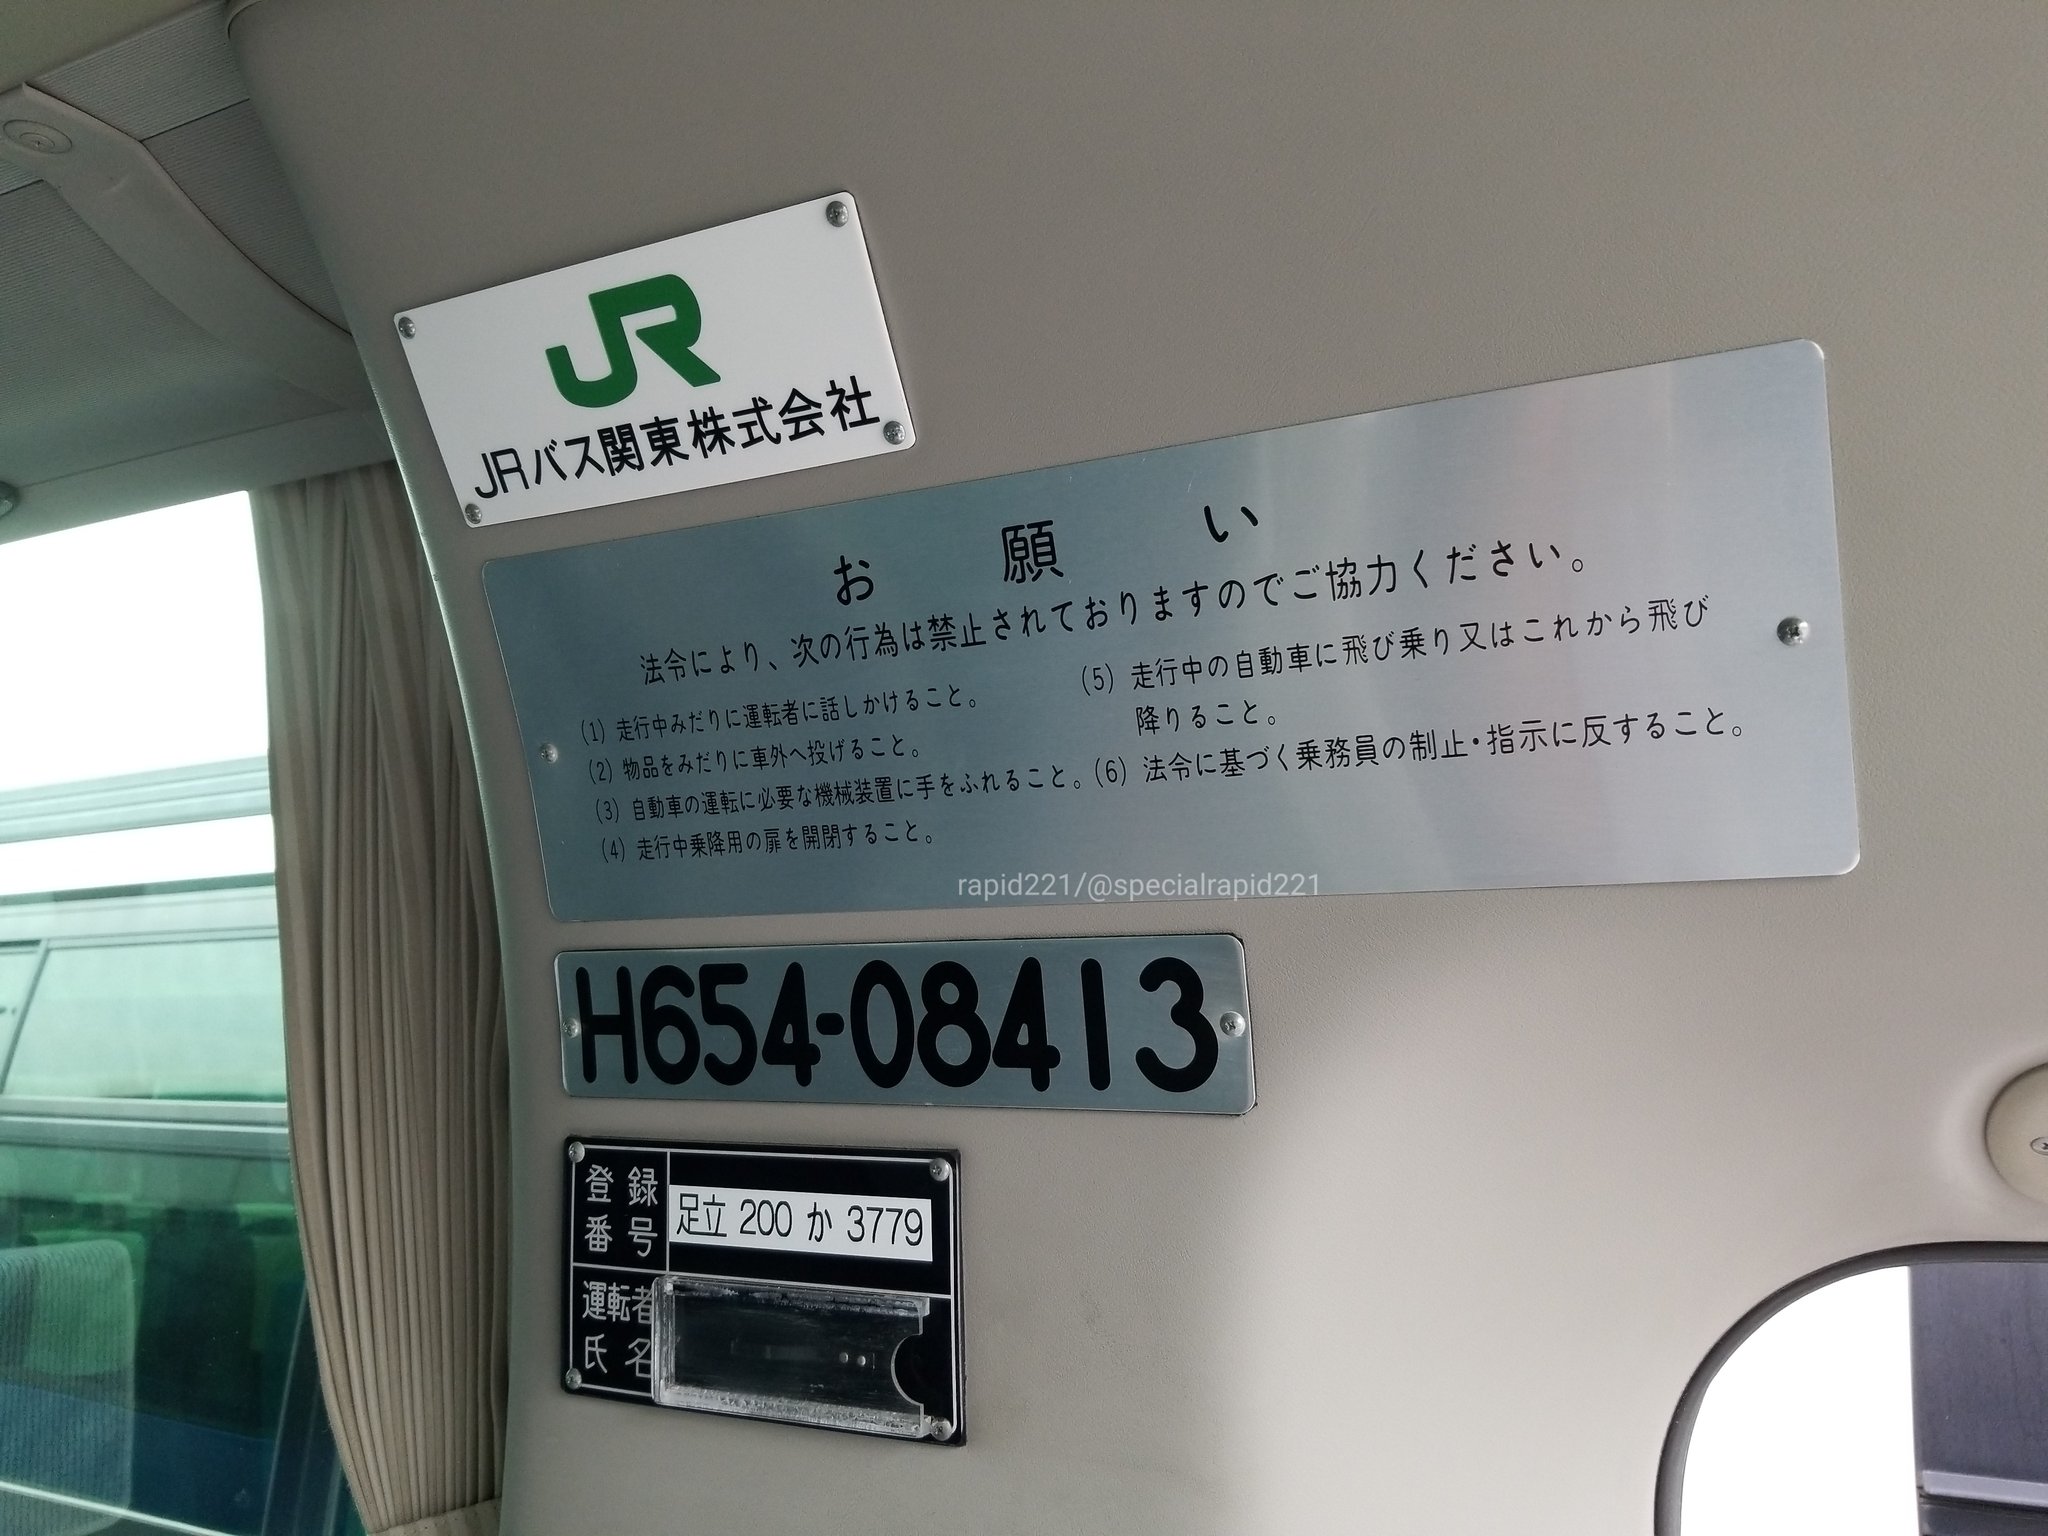 JR
JRバス関東株式会社
お願い
法令により、次の行為は禁止されておりますのでご協力ください。
(1) 走行中みだりに運転者に話しかけること。
(2) 物品をみだりに車外へ投げること。
(3) 自動車の運転に必要な機械装置に手をふれること。
(4) 走行中乗降用の扉を開閉すること。
(5) 走行中の自動車に飛び乗り又はこれから飛び
降りること。
(6) 法令に基づく乗務員の制止・指示に反すること。
rapid221/@specialrapid221
H654-08413
登録
番号
足立 200 か 3779
運転者
氏名